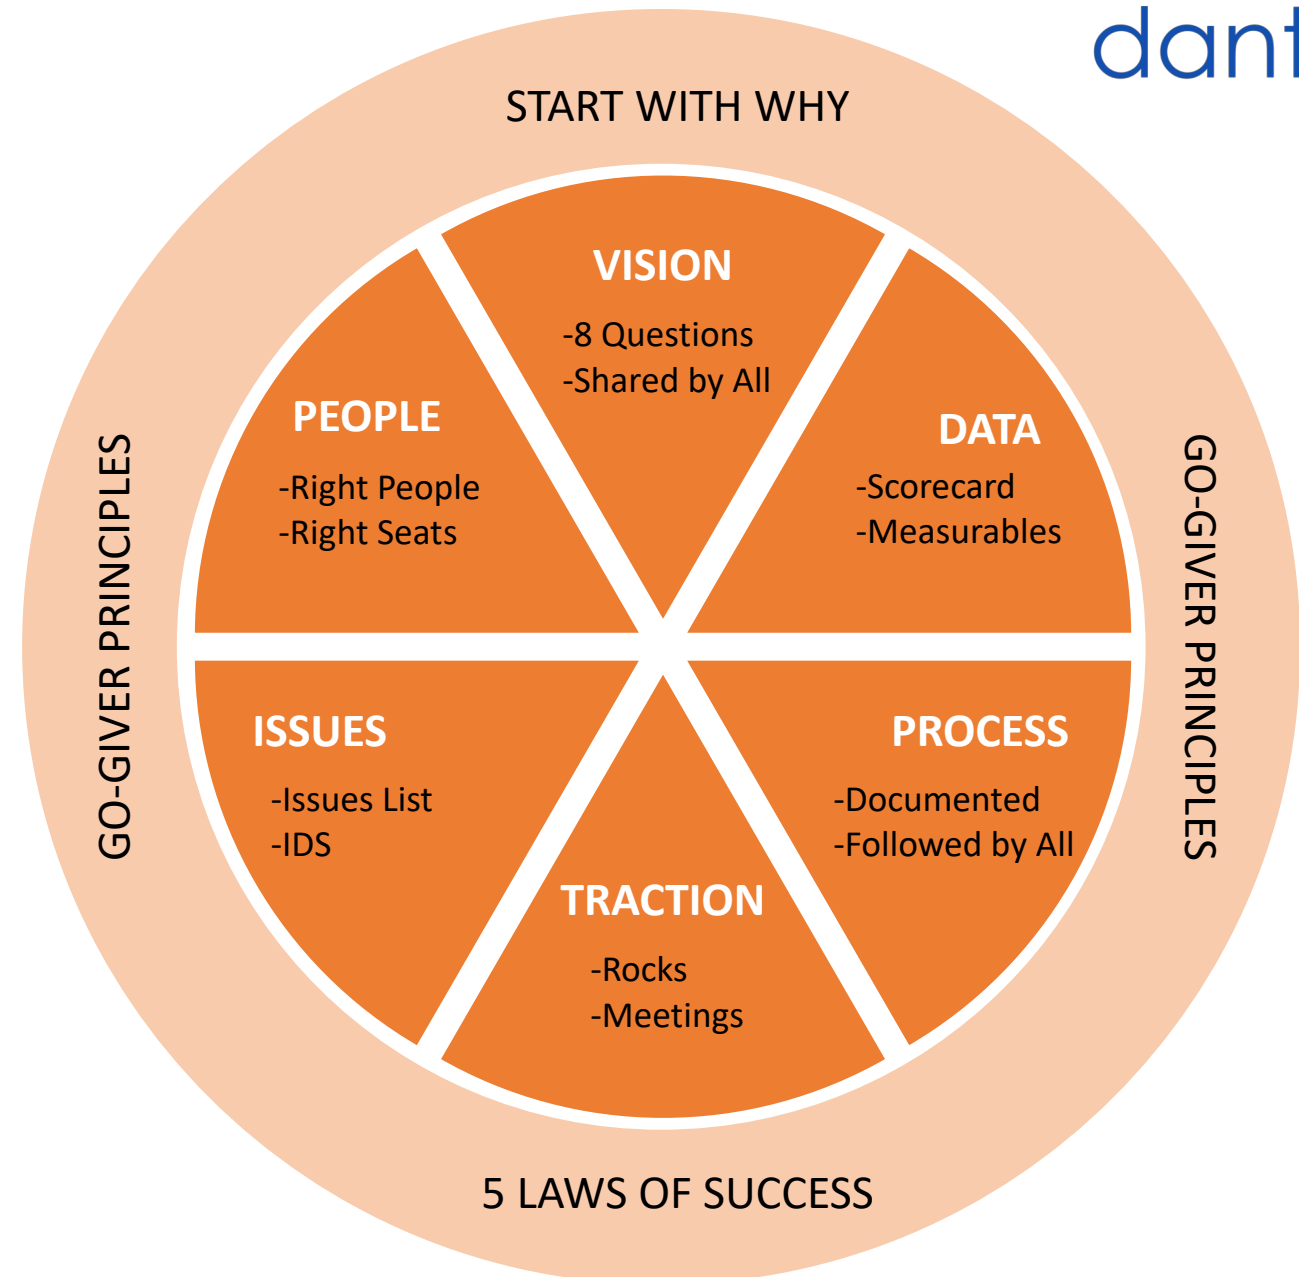 START WITH WHY
VISION
-8 Questions
-Shared by All
PEOPLE
-Right People
-Right Seats
DATA
-Scorecard
-Measurables
GO-GIVER PRINCIPLES
GO-GIVER PRINCIPLES
ISSUES
-Issues List
-IDS
PROCESS
-Documented
-Followed by All
TRACTION
-Rocks
-Meetings
5 LAWS OF SUCCESS